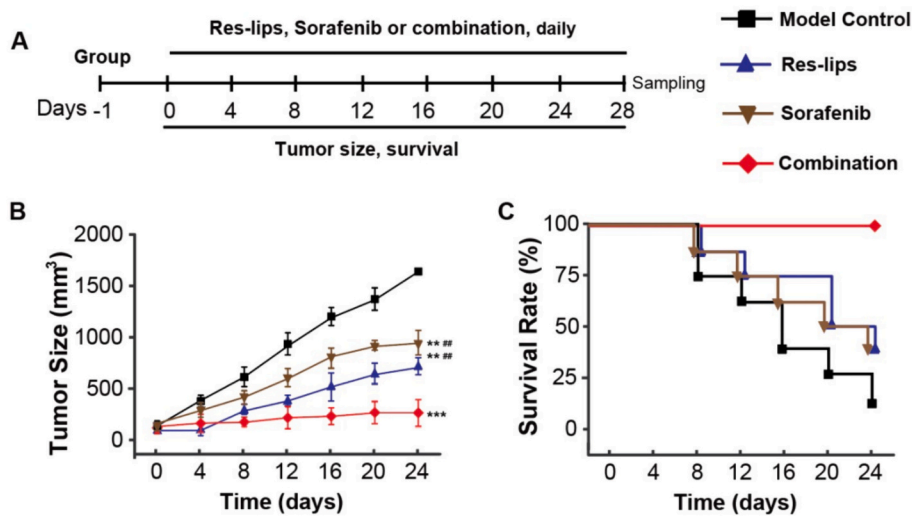 A
Res-lips, Sorafenib or combination, daily
Group
Sampling
Days -1 0 4 8 12 16 20 24 28
Tumor size, survival
Model Control
Res-lips
Sorafenib
Combination
B
Tumor Size (mm³)
2000
1500
1000
500
0
** ##
** ##
***
0 4 8 12 16 20 24
Time (days)
C
Survival Rate (%)
100
75
50
25
0
0 4 8 12 16 20 24
Time (days)